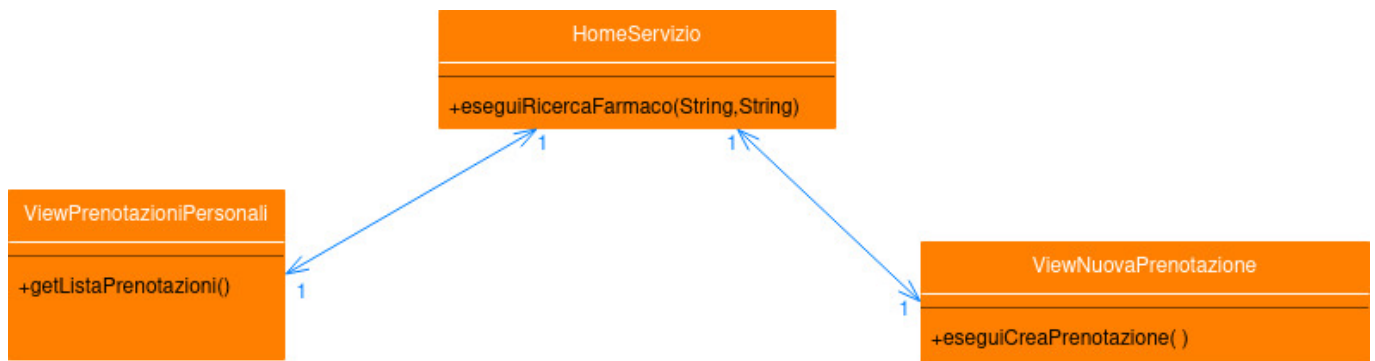 HomeServizio
+eseguiRicercaFarmaco(String,String)
1
1
ViewPrenotazioniPersonali
+getListaPrenotazioni()
1
ViewNuovaPrenotazione
1
+eseguiCreaPrenotazione( )